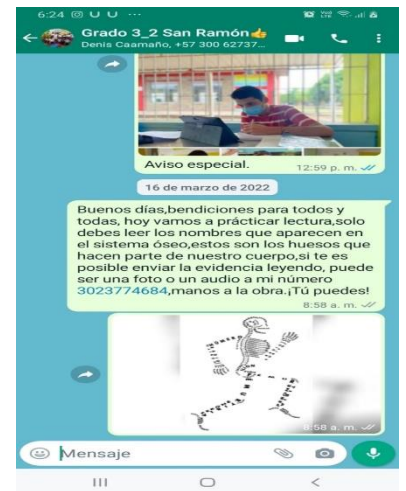 6:24
Grado 3_2 San Ramón👍
Denis Caamaño, +57 300 62737...
Aviso especial.
12:59 p. m.
16 de marzo de 2022
Buenos días,bendiciones para todos y
todas, hoy vamos a prácticar lectura,solo
debes leer los nombres que aparecen en
el sistema óseo,estos son los huesos que
hacen parte de nuestro cuerpo,si te es
posible enviar la evidencia leyendo, puede
ser una foto o un audio a mi número
3023774684,manos a la obra.¡Tú puedes!
8:58 a. m.
8:58 a. m.
Mensaje